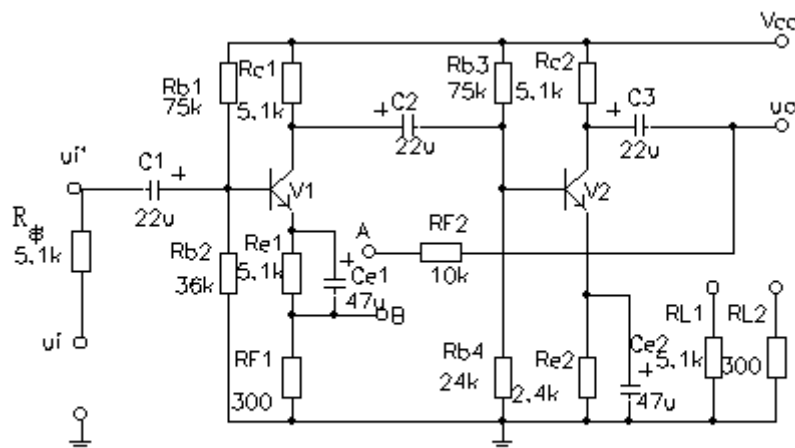 Vcc
Rb1
75k
Rc1
5.1k
Rb3
75k
Rc2
5.1k
C2
22u
C3
22u
uo
ui'
C1
22u
V1
V2
5.1k
Rb2
36k
Re1
5.1k
A
RF2
10k
Ce1
47u
B
ui
RF1
300
Rb4
24k
Re2
2.4k
Ce2
47u
RL1
5.1k
RL2
300